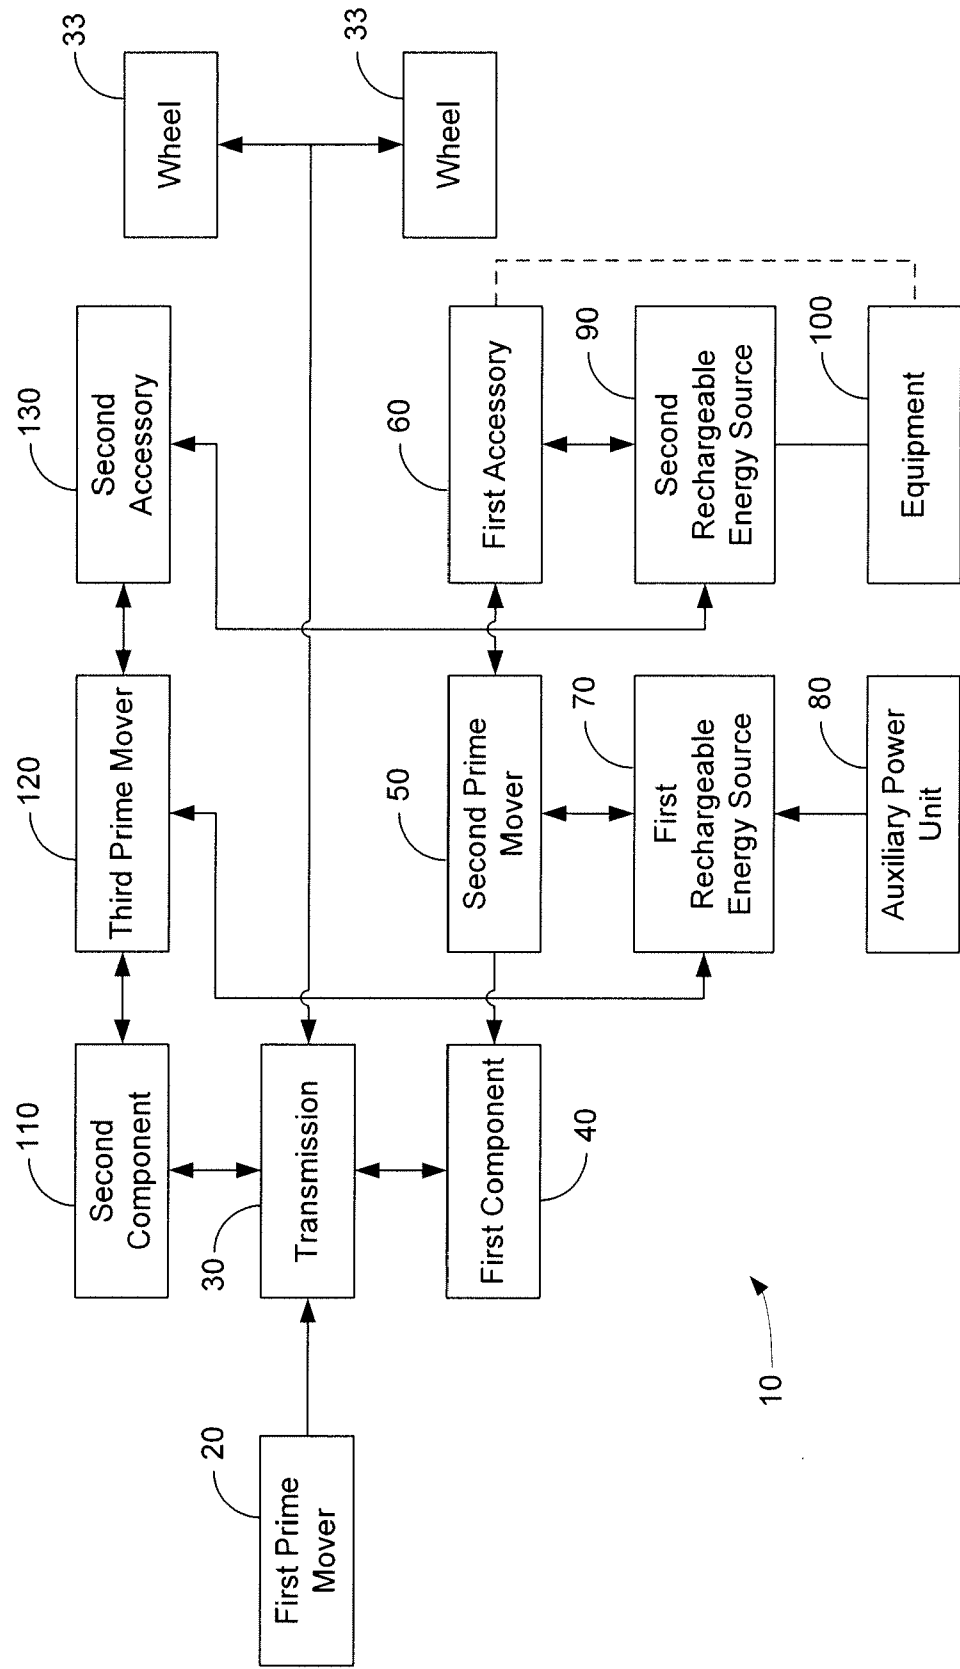 110
Second
Component
120
Third Prime Mover
130
Second
Accessory
33
Wheel
20
First Prime
Mover
30
Transmission
33
Wheel
First Component
40
50
Second Prime
Mover
60
First Accessory
70
First
Rechargeable
Energy Source
90
Second
Rechargeable
Energy Source
10
80
Auxiliary Power
Unit
100
Equipment